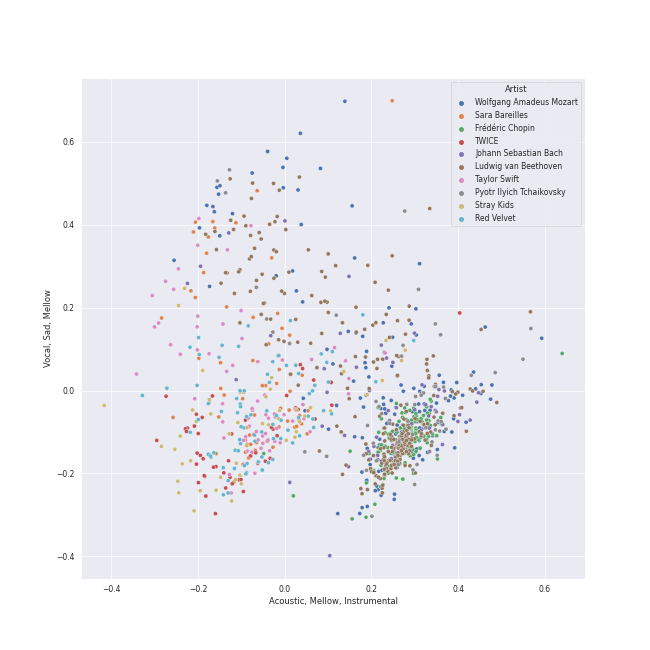 Artist
Wolfgang Amadeus Mozart
Sara Bareilles
Frédéric Chopin
TWICE
Johann Sebastian Bach
Ludwig van Beethoven
Taylor Swift
Pyotr Ilyich Tchaikovsky
Stray Kids
Red Velvet
Vocal, Sad, Mellow
0.6
0.4
0.2
0.0
−0.2
−0.4
−0.4 −0.2 0.0 0.2 0.4 0.6
Acoustic, Mellow, Instrumental